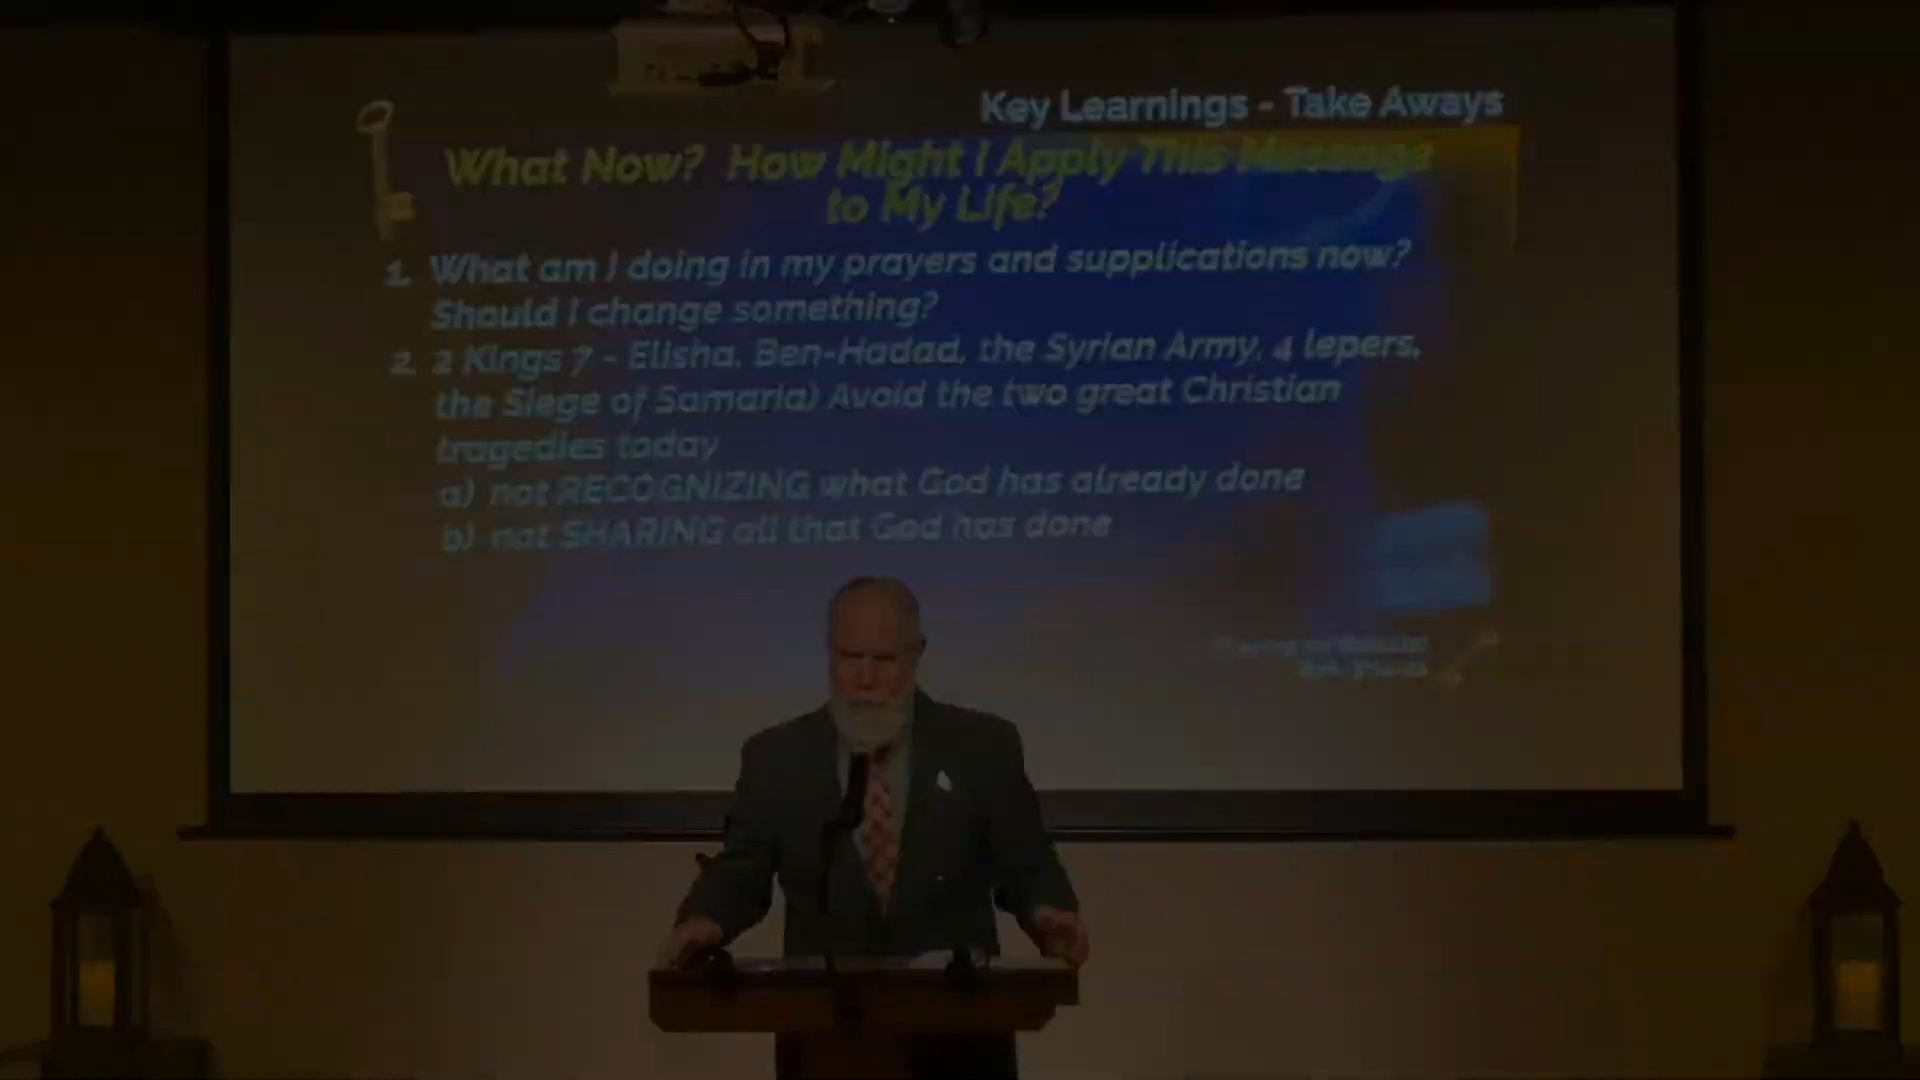 Key Learnings - Take Aways
What Now? How Might I Apply This Message
to My Life?
1. What am I doing in my prayers and supplications now?
Should I change something?
2. 2 Kings 7 - Elisha, Ben-Hadad, the Syrian Army, 4 lepers,
the Siege of Samaria) Avoid the two great Christian
tragedies today
a) not RECOGNIZING what God has already done
b) not SHARING all that God has done